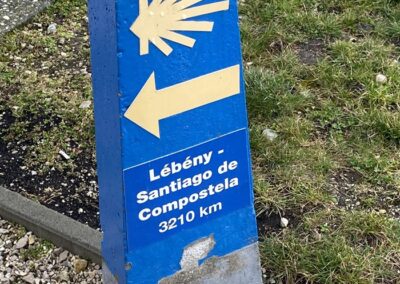 Lébény -
Santiago de
Compostela
3210 km